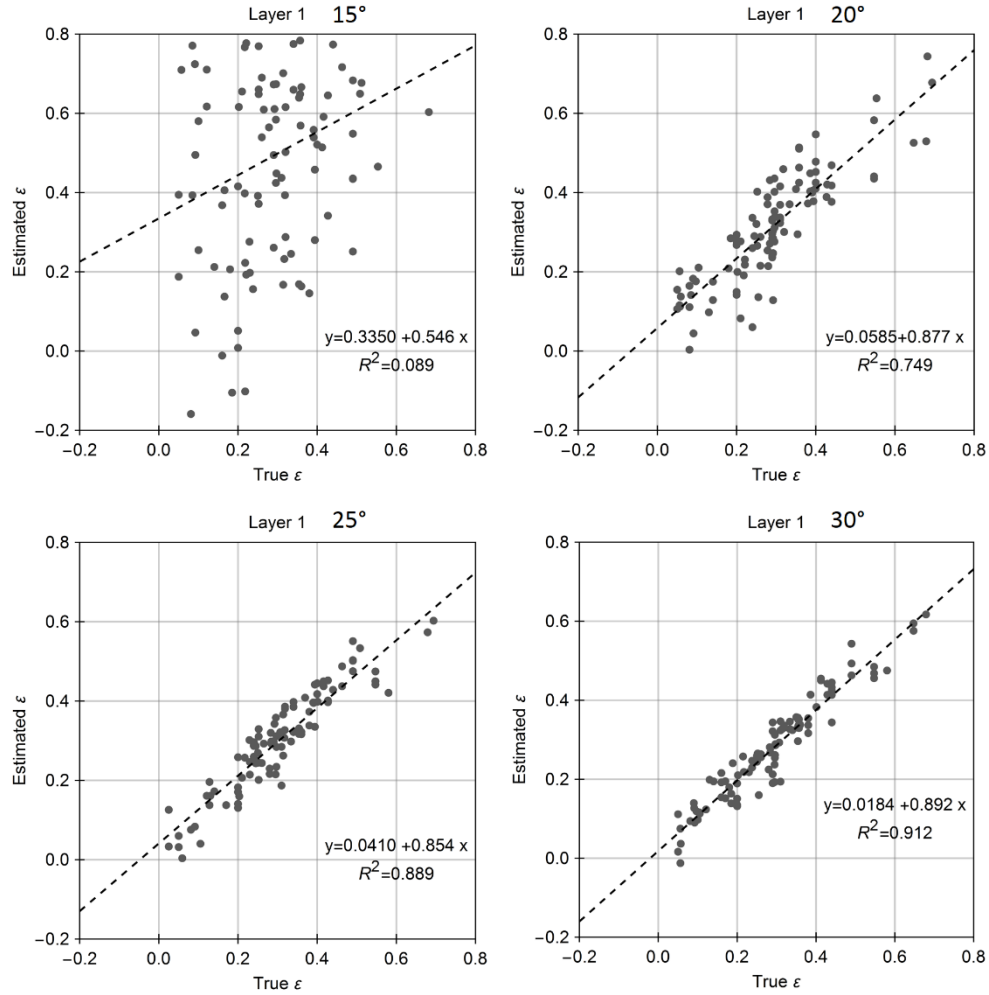 Layer 1 15°
0.8
0.6
0.4
0.2
0.0
−0.2
Estimated ε
y=0.3350 +0.546 x
R²=0.089
−0.2 0.0 0.2 0.4 0.6 0.8
True ε
Layer 1 20°
0.8
0.6
0.4
0.2
0.0
−0.2
Estimated ε
y=0.0585+0.877 x
R²=0.749
−0.2 0.0 0.2 0.4 0.6 0.8
True ε
Layer 1 25°
0.8
0.6
0.4
0.2
0.0
−0.2
Estimated ε
y=0.0410 +0.854 x
R²=0.889
−0.2 0.0 0.2 0.4 0.6 0.8
True ε
Layer 1 30°
0.8
0.6
0.4
0.2
0.0
−0.2
Estimated ε
y=0.0184 +0.892 x
R²=0.912
−0.2 0.0 0.2 0.4 0.6 0.8
True ε